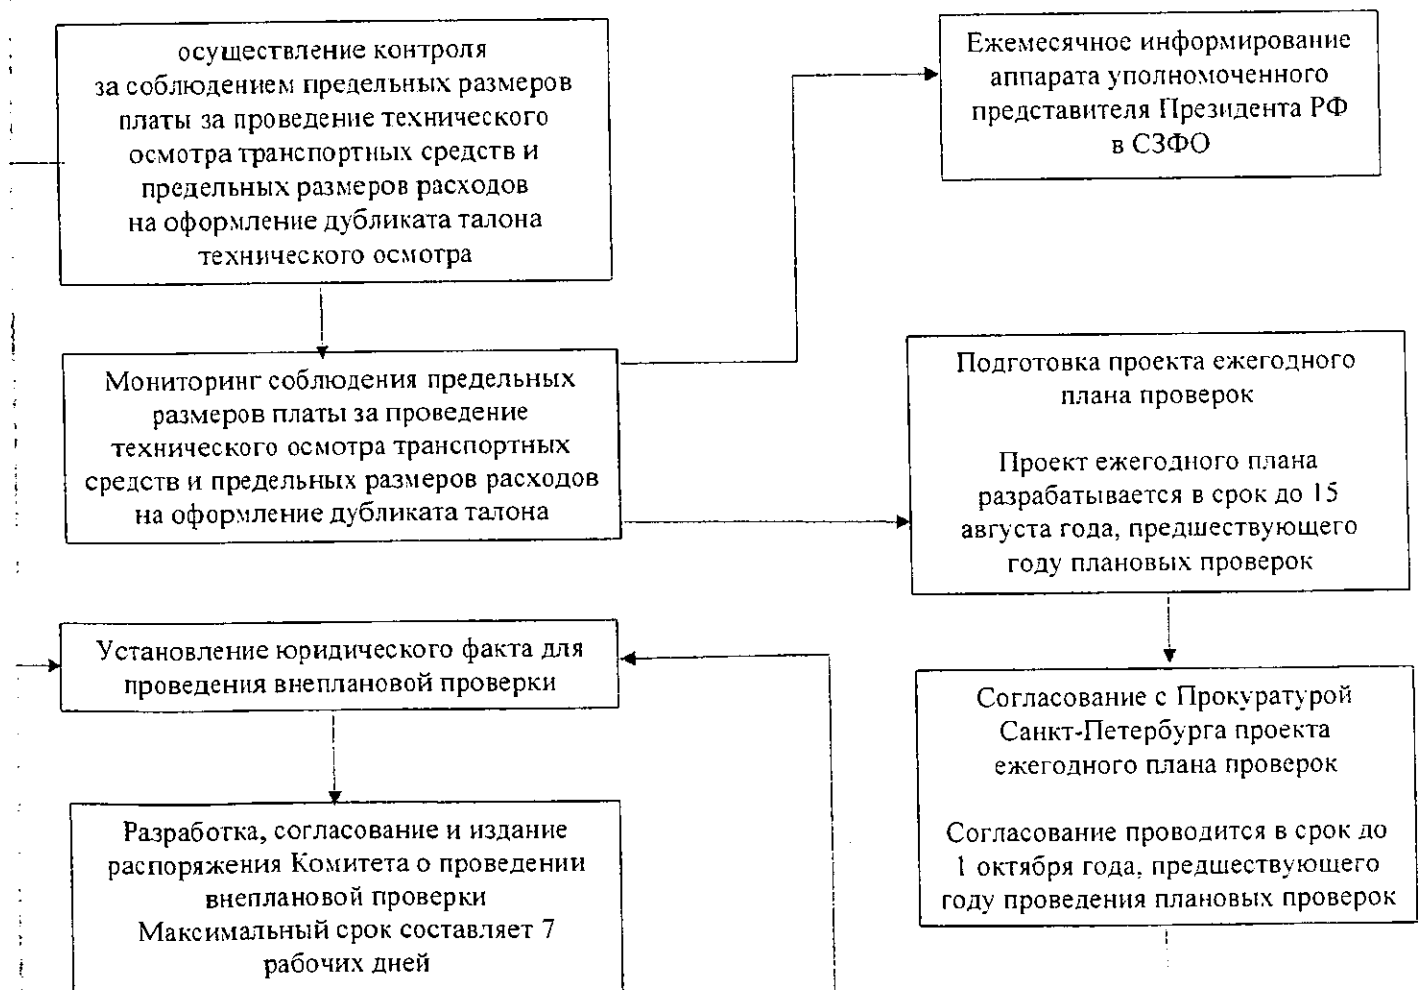 осуществление контроля
за соблюдением предельных размеров
платы за проведение технического
осмотра транспортных средств и
предельных размеров расходов
на оформление дубликата талона
технического осмотра
Ежемесячное информирование
аппарата уполномоченного
представителя Президента РФ
в СЗФО
Мониторинг соблюдения предельных
размеров платы за проведение
технического осмотра транспортных
средств и предельных размеров расходов
на оформление дубликата талона
Подготовка проекта ежегодного
плана проверок
Проект ежегодного плана
разрабатывается в срок до 15
августа года, предшествующего
году плановых проверок
Установление юридического факта для
проведения внеплановой проверки
Согласование с Прокуратурой
Санкт-Петербурга проекта
ежегодного плана проверок
Согласование проводится в срок до
1 октября года, предшествующего
году проведения плановых проверок
Разработка, согласование и издание
распоряжения Комитета о проведении
внеплановой проверки
Максимальный срок составляет 7
рабочих дней